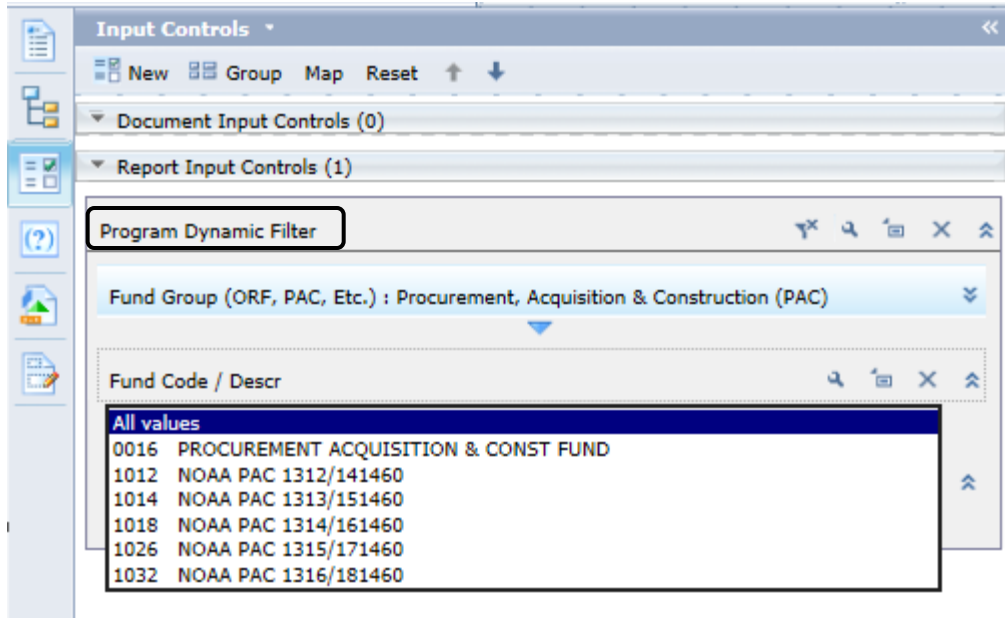 Input Controls
New Group Map Reset
Document Input Controls (0)
Report Input Controls (1)
Program Dynamic Filter
Fund Group (ORF, PAC, Etc.) : Procurement, Acquisition & Construction (PAC)
Fund Code / Descr
All values
0016 PROCUREMENT ACQUISITION & CONST FUND
1012 NOAA PAC 1312/141460
1014 NOAA PAC 1313/151460
1018 NOAA PAC 1314/161460
1026 NOAA PAC 1315/171460
1032 NOAA PAC 1316/181460